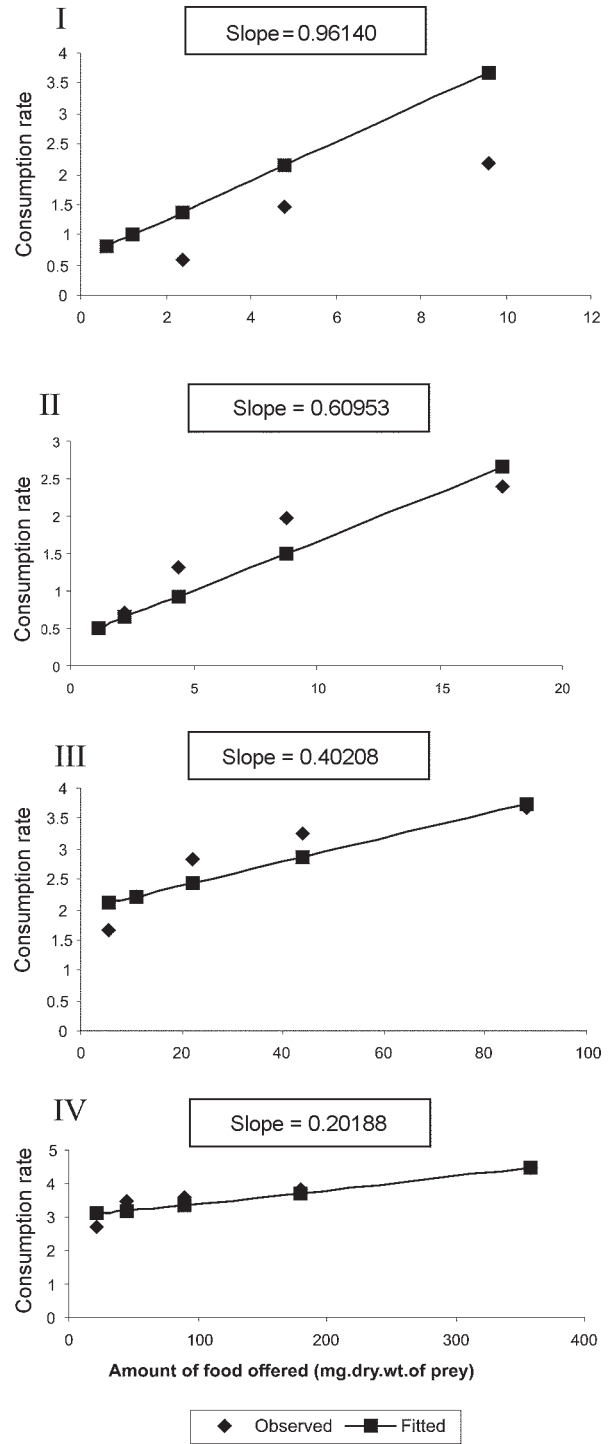 I
Slope = 0.96140
Consumption rate
4
3.5
3
2.5
2
1.5
1
0.5
0
0 2 4 6 8 10 12
II
Slope = 0.60953
Consumption rate
3
2.5
2
1.5
1
0.5
0
0 5 10 15 20
III
Slope = 0.40208
Consumption rate
4
3.5
3
2.5
2
1.5
1
0.5
0
0 20 40 60 80 100
IV
Slope = 0.20188
Consumption rate
5
4
3
2
1
0
0 100 200 300 400
Amount of food offered (mg.dry.wt.of prey)
Observed Fitted